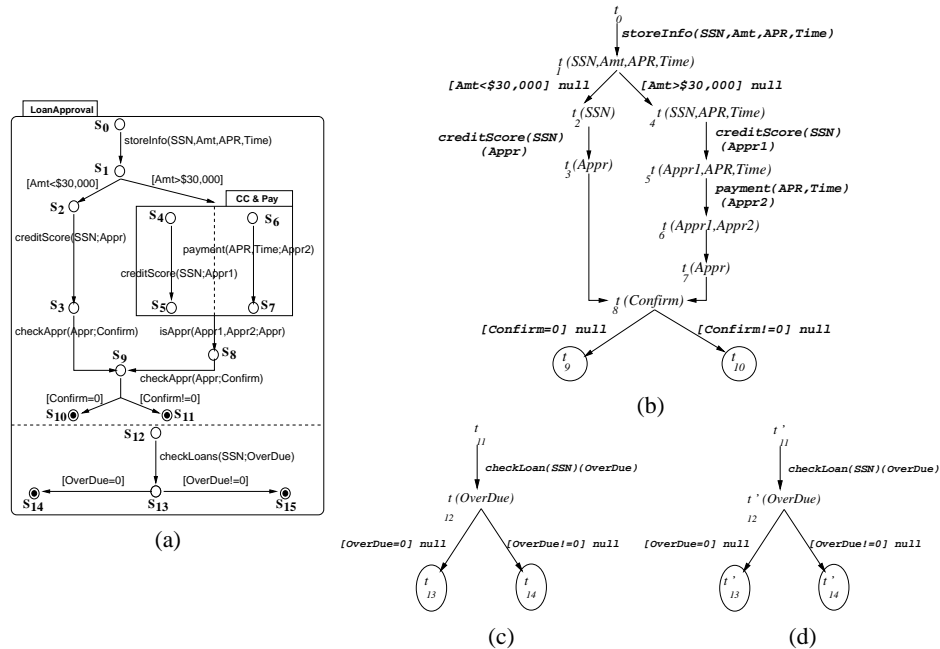 LoanApproval
S0
storeInfo(SSN,Amt,APR,Time)
S1
[Amt<$30,000]
[Amt>$30,000]
S2
CC & Pay
S4
S6
creditScore(SSN;Appr)
payment(APR,Time;Appr2)
creditScore(SSN;Appr1)
S3
S5
S7
checkAppr(Appr;Confirm)
isAppr(Appr1,Appr2;Appr)
S8
S9
checkAppr(Appr;Confirm)
[Confirm=0]
[Confirm!=0]
S10
S11
S12
checkLoans(SSN;OverDue)
[OverDue=0]
[OverDue!=0]
S14
S13
S15
(a)
t0
storeInfo(SSN,Amt,APR,Time)
t1 (SSN,Amt,APR,Time)
[Amt<$30,000] null
[Amt>$30,000] null
t2 (SSN)
t4 (SSN,APR,Time)
creditScore(SSN)
(Appr)
creditScore(SSN)
(Appr1)
t3 (Appr)
t5 (Appr1,APR,Time)
payment(APR,Time)
(Appr2)
t6 (Appr1,Appr2)
t7 (Appr)
t8 (Confirm)
[Confirm=0] null
[Confirm!=0] null
t9
t10
(b)
t11
checkLoan(SSN)(OverDue)
t12 (OverDue)
[OverDue=0] null
[OverDue!=0] null
t13
t14
(c)
t'11
checkLoan(SSN)(OverDue)
t'12 (OverDue)
[OverDue=0] null
[OverDue!=0] null
t'13
t'14
(d)